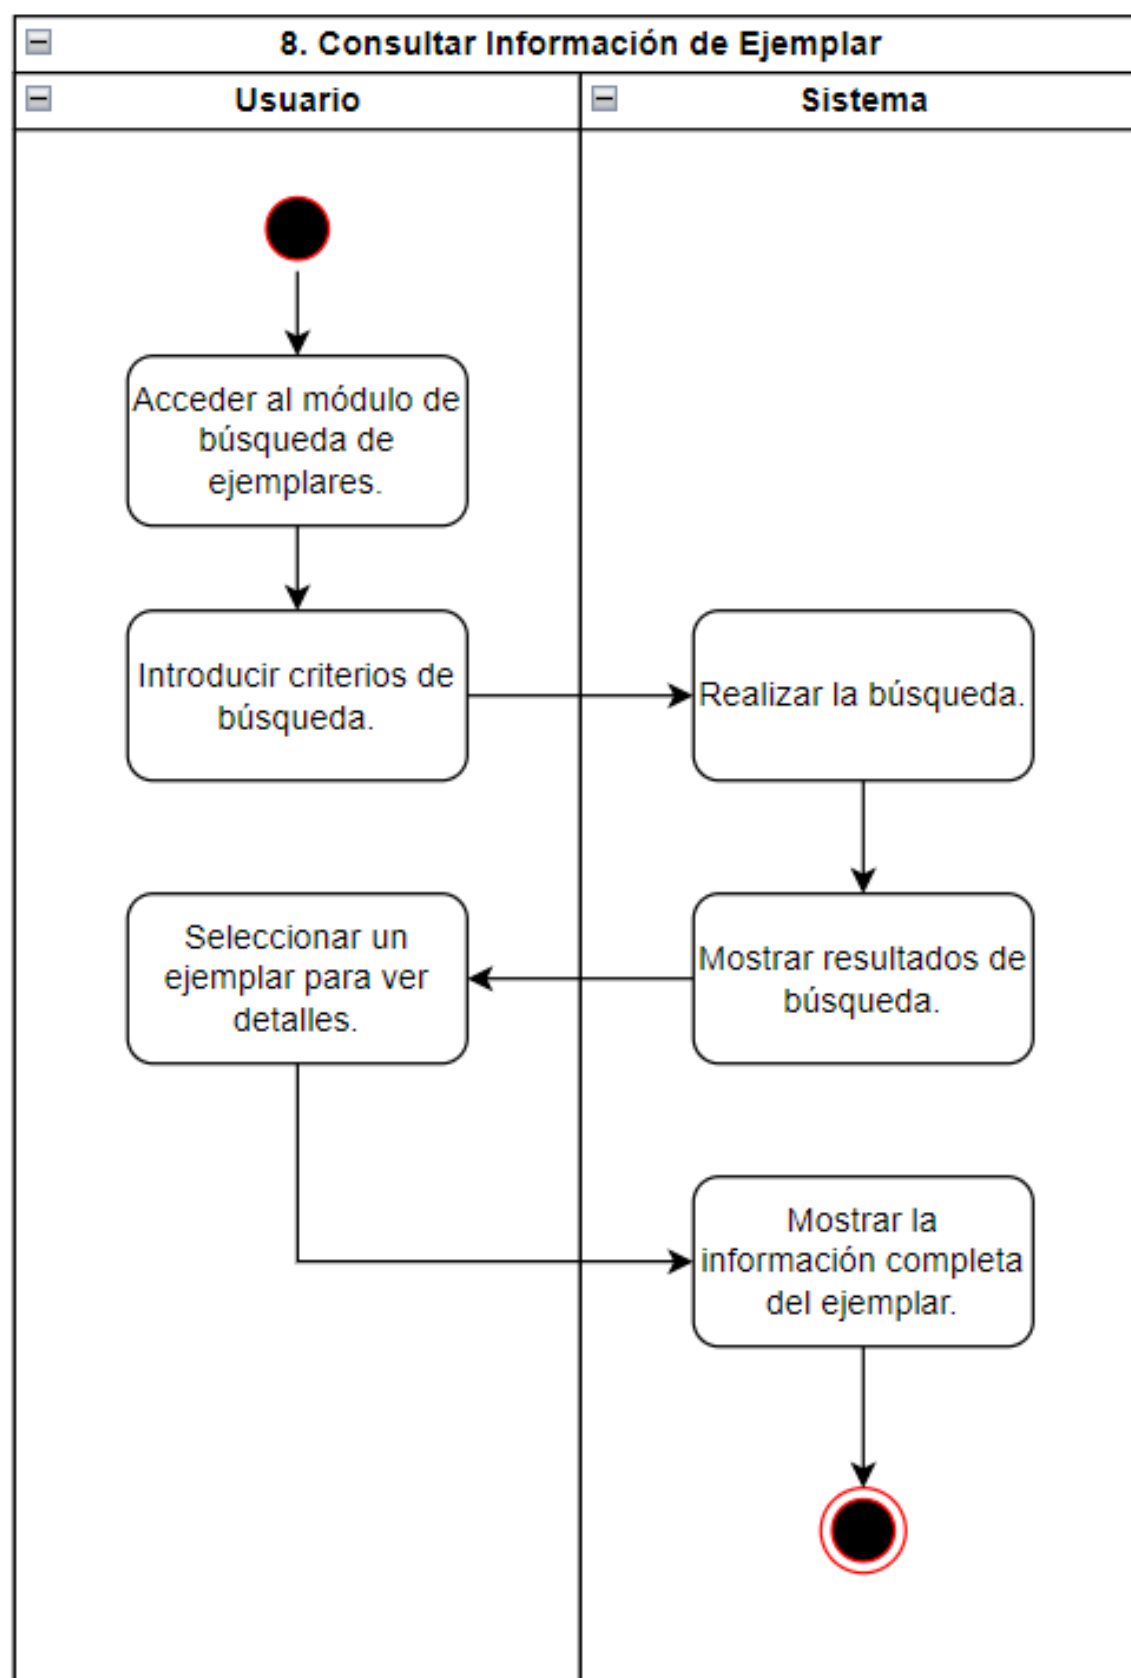 8. Consultar Información de Ejemplar
Usuario
Sistema
Acceder al módulo de
búsqueda de
ejemplares.
Introducir criterios de
búsqueda.
Realizar la búsqueda.
Mostrar resultados de
búsqueda.
Seleccionar un
ejemplar para ver
detalles.
Mostrar la
información completa
del ejemplar.